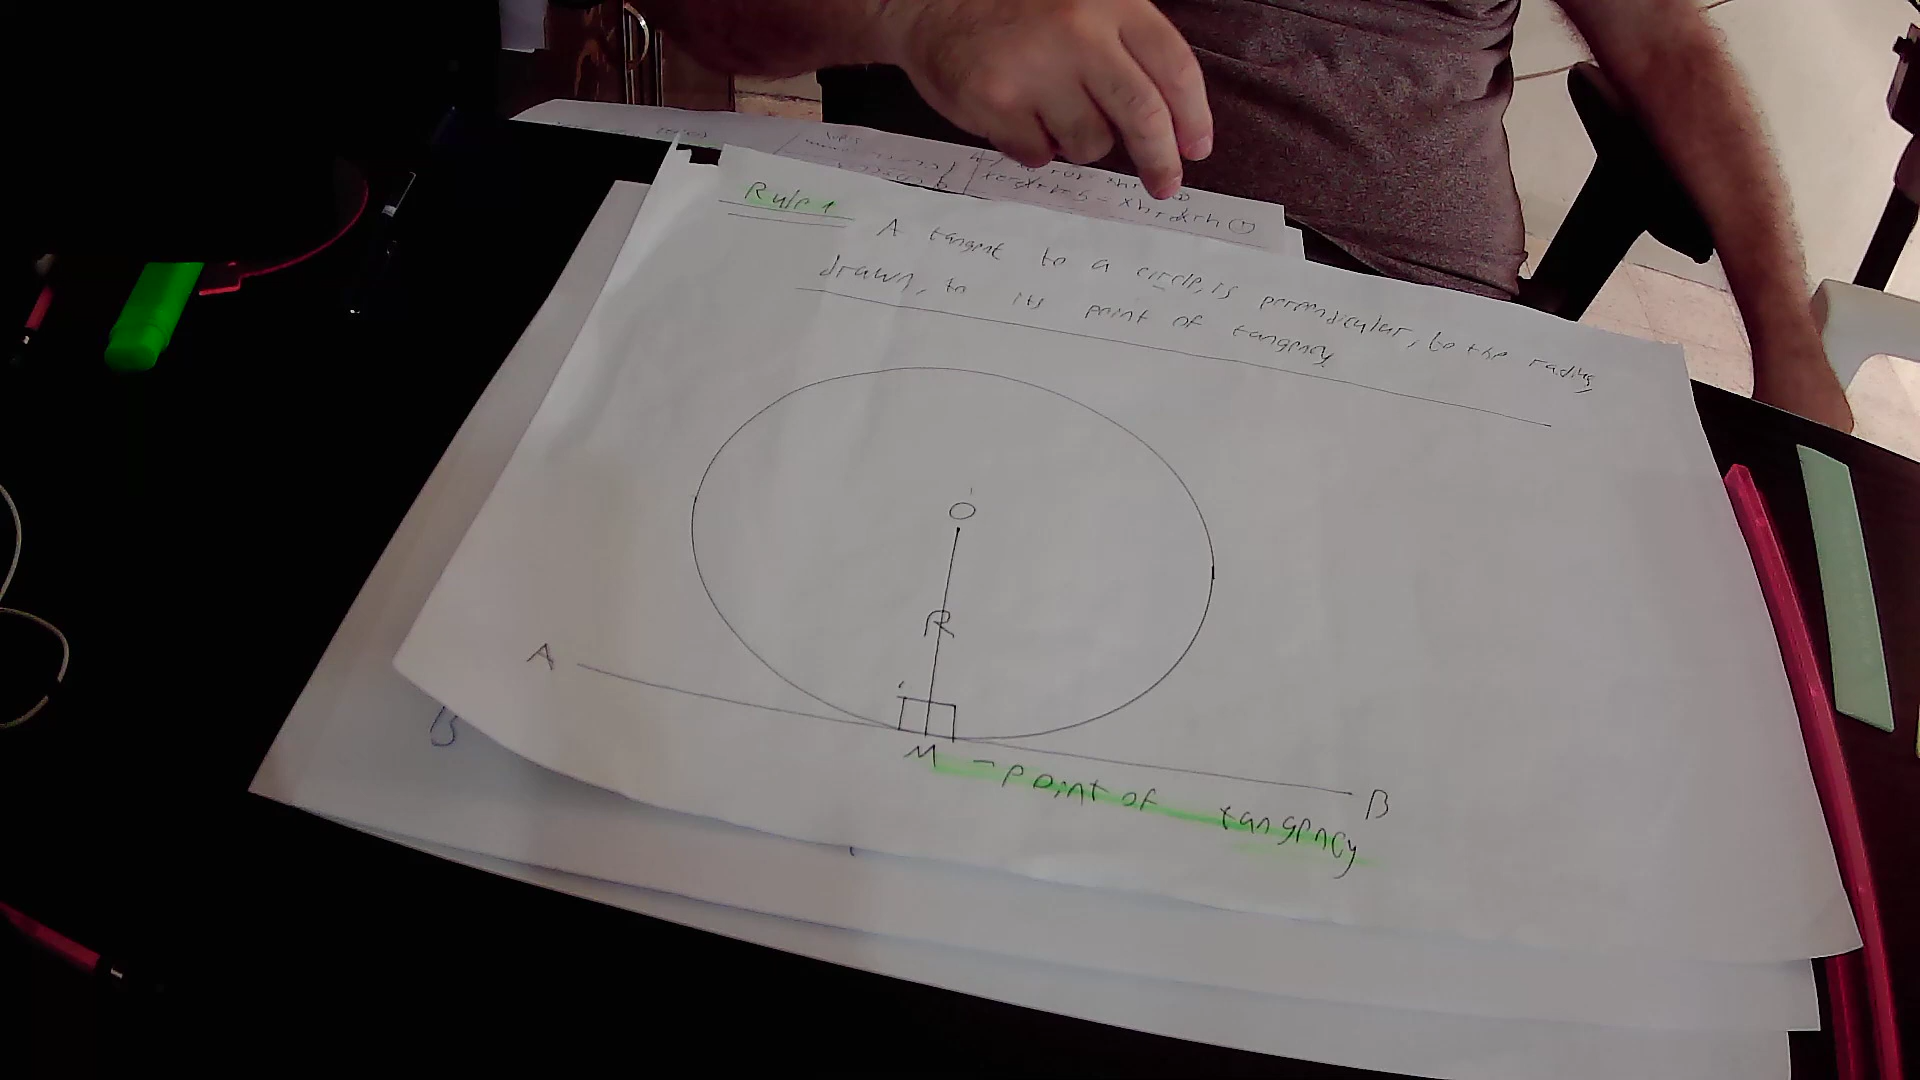 Rule 1
A tangent to a circle, is perpendicular, to the radius,
drawn, to its point of tangency.
O
R
A
M - point of tangency
B
B